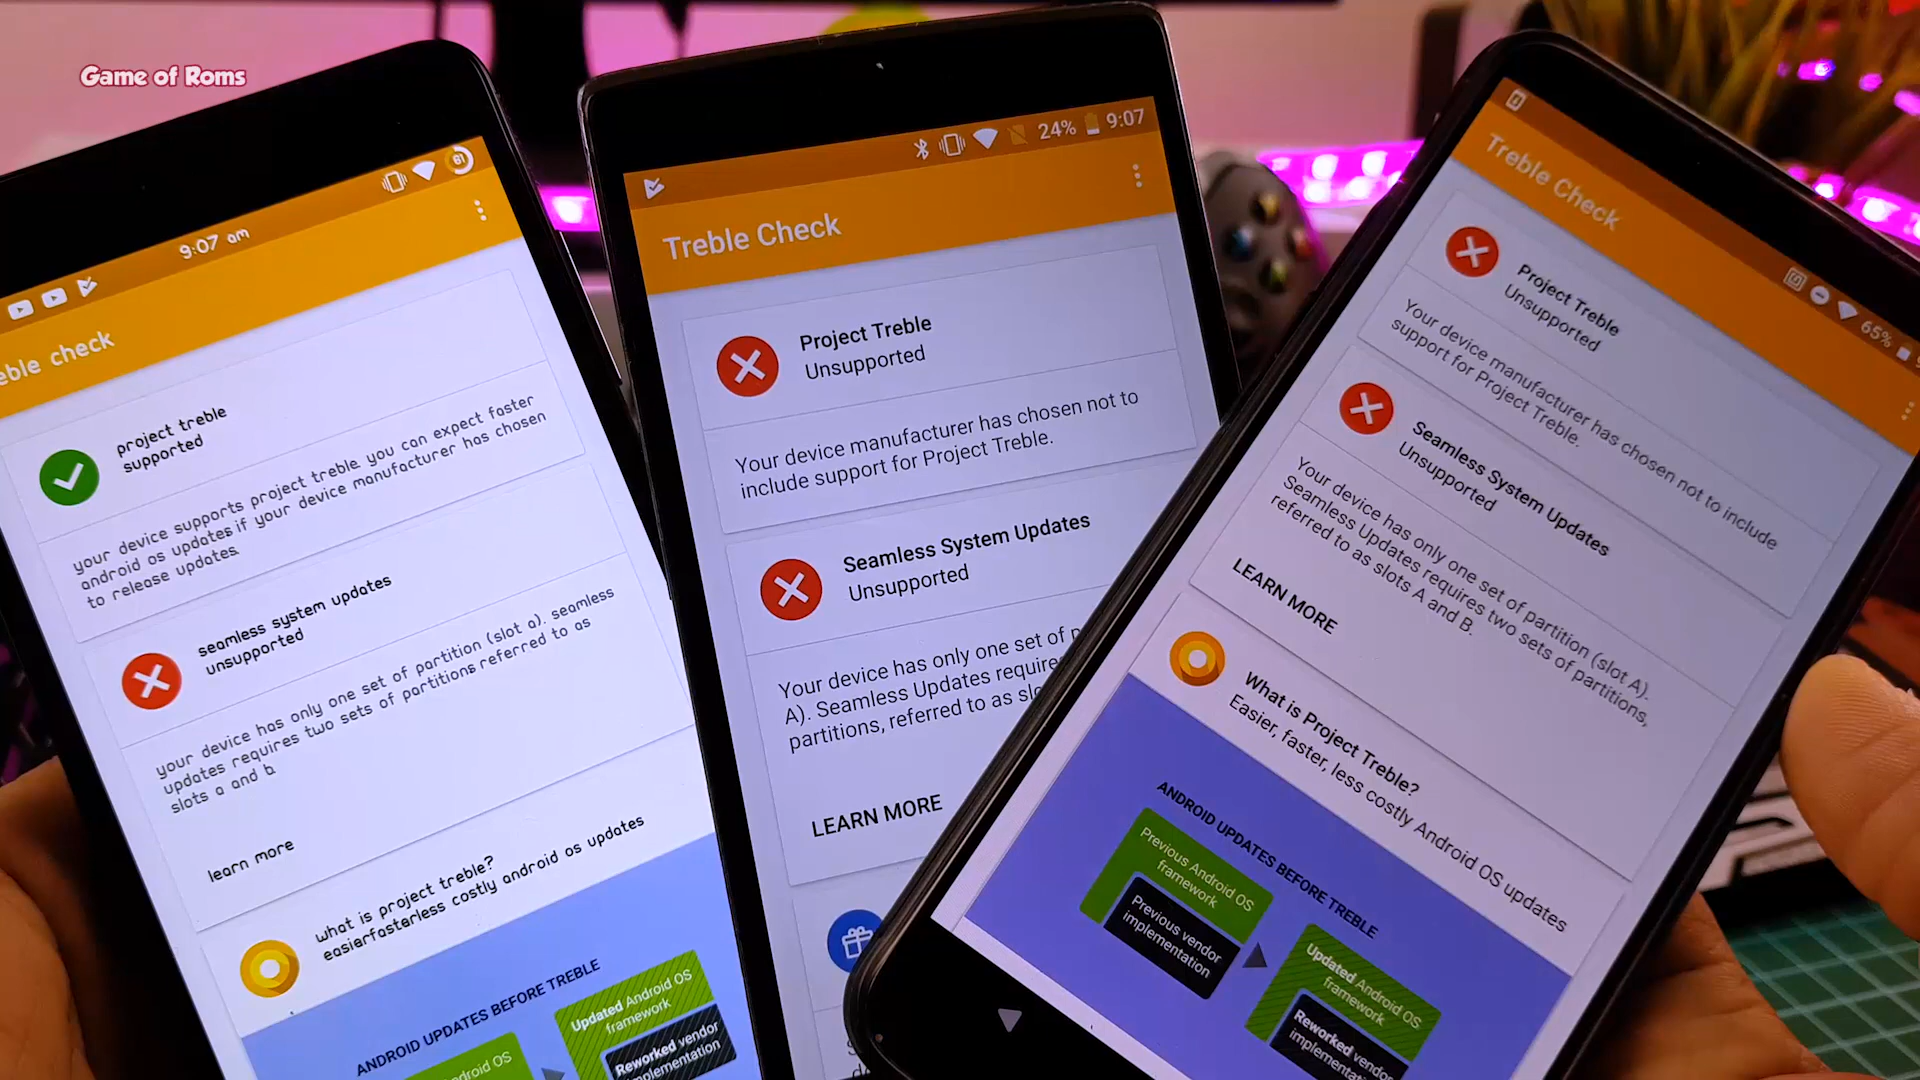 Game of Roms
61
9:07 am
eble check
project treble
supported
your device supports project treble. you can expect faster
android os updates if your device manufacturer has chosen
to release updates.
seamless system updates
unsupported
your device has only one set of partition (slot a). seamless
updates requires two sets of partitions referred to as
slots a and b.
learn more
what is project treble?
easierfasterless costly android os updates
ANDROID UPDATES BEFORE TREBLE
Updated Android OS
framework
Reworked vendor
implementation
ndroid OS
24% 9:07
Treble Check
Project Treble
Unsupported
Your device manufacturer has chosen not to
include support for Project Treble.
Seamless System Updates
Unsupported
Your device has only one set of p
A). Seamless Updates require
partitions, referred to as slo
LEARN MORE
65%
Treble Check
Project Treble
Unsupported
Your device manufacturer has chosen not to include
support for Project Treble.
Seamless System Updates
Unsupported
Your device has only one set of partition (slot A).
Seamless Updates requires two sets of partitions,
referred to as slots A and B.
LEARN MORE
What is Project Treble?
Easier, faster, less costly Android OS updates
ANDROID UPDATES BEFORE TREBLE
Previous Android OS
framework
Previous vendor
implementation
Updated Android OS
framework
Reworked vendor
implementa